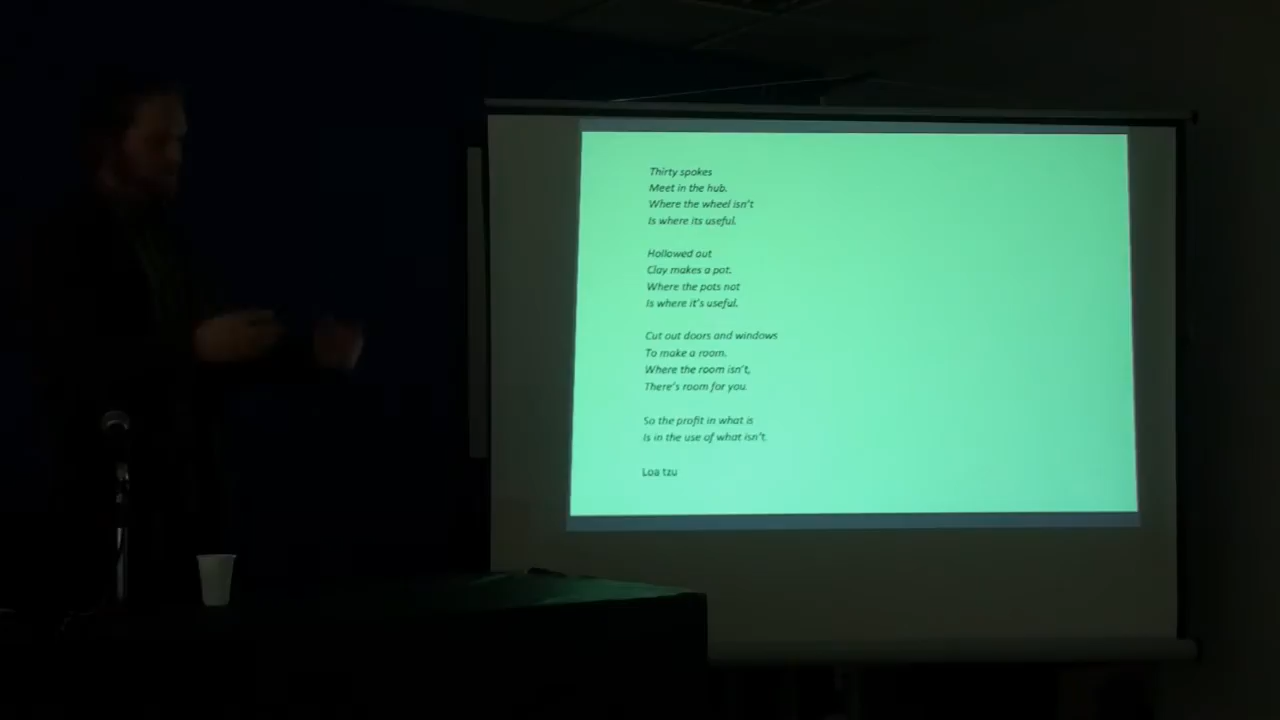 Thirty spokes
Meet in the hub.
Where the wheel isn't
Is where its useful.
Hollowed out
Clay makes a pot.
Where the pots not
Is where it's useful.
Cut out doors and windows
To make a room.
Where the room isn't,
There's room for you.
So the profit in what is
Is in the use of what isn't.
Loa tzu